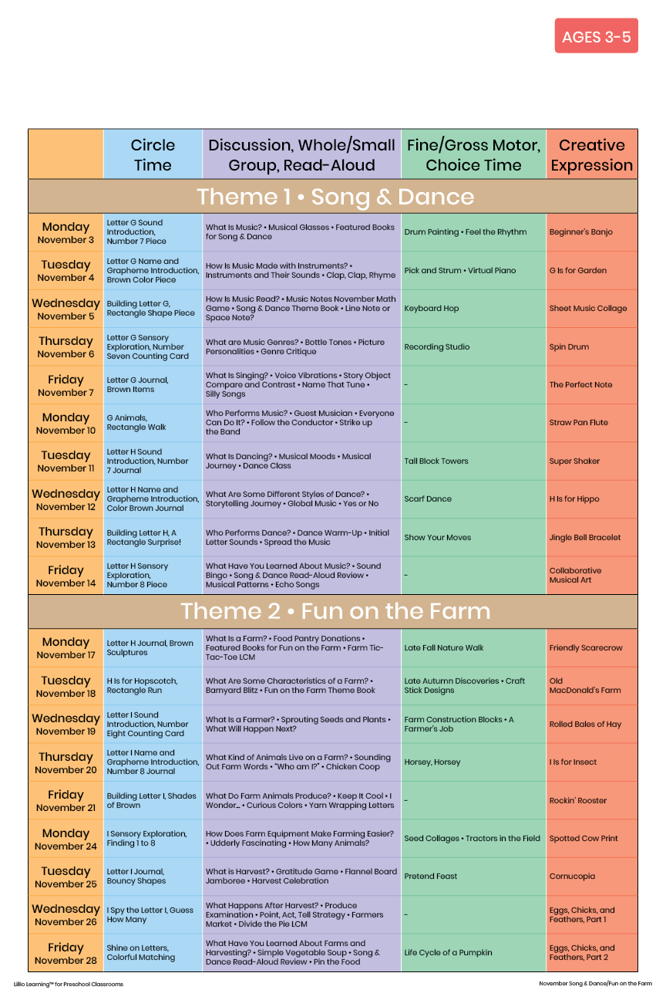 AGES 3-5
Circle
Time
Discussion, Whole/Small
Group, Read-Aloud
Fine/Gross Motor,
Choice Time
Creative
Expression
Theme 1 • Song & Dance
Monday
November 3
Letter G Sound
Introduction,
Number 7 Piece
What Is Music? • Musical Glasses • Featured Books
for Song & Dance
Drum Painting • Feel the Rhythm
Beginner's Banjo
Tuesday
November 4
Letter G Name and
Grapheme Introduction,
Brown Color Piece
How Is Music Made with Instruments? •
Instruments and Their Sounds • Clap, Clap, Rhyme
Pick and Strum • Virtual Piano
G Is for Garden
Wednesday
November 5
Building Letter G,
Rectangle Shape Piece
How Is Music Read? • Music Notes November Math
Game • Song & Dance Theme Book • Line Note or
Space Note?
Keyboard Hop
Sheet Music Collage
Thursday
November 6
Letter G Sensory
Exploration, Number
Seven Counting Card
What are Music Genres? • Bottle Tones • Picture
Personalities • Genre Critique
Recording Studio
Spin Drum
Friday
November 7
Letter G Journal,
Brown Items
What Is Singing? • Voice Vibrations • Story Object
Compare and Contrast • Name That Tune •
Silly Songs
-
The Perfect Note
Monday
November 10
G Animals,
Rectangle Walk
Who Performs Music? • Guest Musician • Everyone
Can Do It? • Follow the Conductor • Strike up
the Band
-
Straw Pan Flute
Tuesday
November 11
Letter H Sound
Introduction, Number
7 Journal
What Is Dancing? • Musical Moods • Musical
Journey • Dance Class
Tall Block Towers
Super Shaker
Wednesday
November 12
Letter H Name and
Grapheme Introduction,
Color Brown Journal
What Are Some Different Styles of Dance? •
Storytelling Journey • Global Music • Yes or No
Scarf Dance
H Is for Hippo
Thursday
November 13
Building Letter H, A
Rectangle Surprise!
Who Performs Dance? • Dance Warm-Up • Initial
Letter Sounds • Spread the Music
Show Your Moves
Jingle Bell Bracelet
Friday
November 14
Letter H Sensory
Exploration,
Number 8 Piece
What Have You Learned About Music? • Sound
Bingo • Song & Dance Read-Aloud Review •
Musical Patterns • Echo Songs
-
Collaborative
Musical Art
Theme 2 • Fun on the Farm
Monday
November 17
Letter H Journal, Brown
Sculptures
What Is a Farm? • Food Pantry Donations •
Featured Books for Fun on the Farm • Farm Tic-
Tac-Toe LCM
Late Fall Nature Walk
Friendly Scarecrow
Tuesday
November 18
H Is for Hopscotch,
Rectangle Run
What Are Some Characteristics of a Farm? •
Barnyard Blitz • Fun on the Farm Theme Book
Late Autumn Discoveries • Craft
Stick Designs
Old
MacDonald's Farm
Wednesday
November 19
Letter I Sound
Introduction, Number
Eight Counting Card
What Is a Farmer? • Sprouting Seeds and Plants •
What Will Happen Next?
Farm Construction Blocks • A
Farmer's Job
Rolled Bales of Hay
Thursday
November 20
Letter I Name and
Grapheme Introduction,
Number 8 Journal
What Kind of Animals Live on a Farm? • Sounding
Out Farm Words • "Who am I?" • Chicken Coop
Horsey, Horsey
I Is for Insect
Friday
November 21
Building Letter I, Shades
of Brown
What Do Farm Animals Produce? • Keep It Cool • I
Wonder... • Curious Colors • Yarn Wrapping Letters
-
Rockin' Rooster
Monday
November 24
I Sensory Exploration,
Finding 1 to 8
How Does Farm Equipment Make Farming Easier?
• Udderly Fascinating • How Many Animals?
Seed Collages • Tractors in the Field
Spotted Cow Print
Tuesday
November 25
Letter I Journal,
Bouncy Shapes
What is Harvest? • Gratitude Game • Flannel Board
Jamboree • Harvest Celebration
Pretend Feast
Cornucopia
Wednesday
November 26
I Spy the Letter I, Guess
How Many
What Happens After Harvest? • Produce
Examination • Point, Act, Tell Strategy • Farmers
Market • Divide the Pie LCM
-
Eggs, Chicks, and
Feathers, Part 1
Friday
November 28
Shine on Letters,
Colorful Matching
What Have You Learned About Farms and
Harvesting? • Simple Vegetable Soup • Song &
Dance Read-Aloud Review • Pin the Food
Life Cycle of a Pumpkin
Eggs, Chicks, and
Feathers, Part 2
Lillio Learning™ for Preschool Classrooms
November Song & Dance/Fun on the Farm